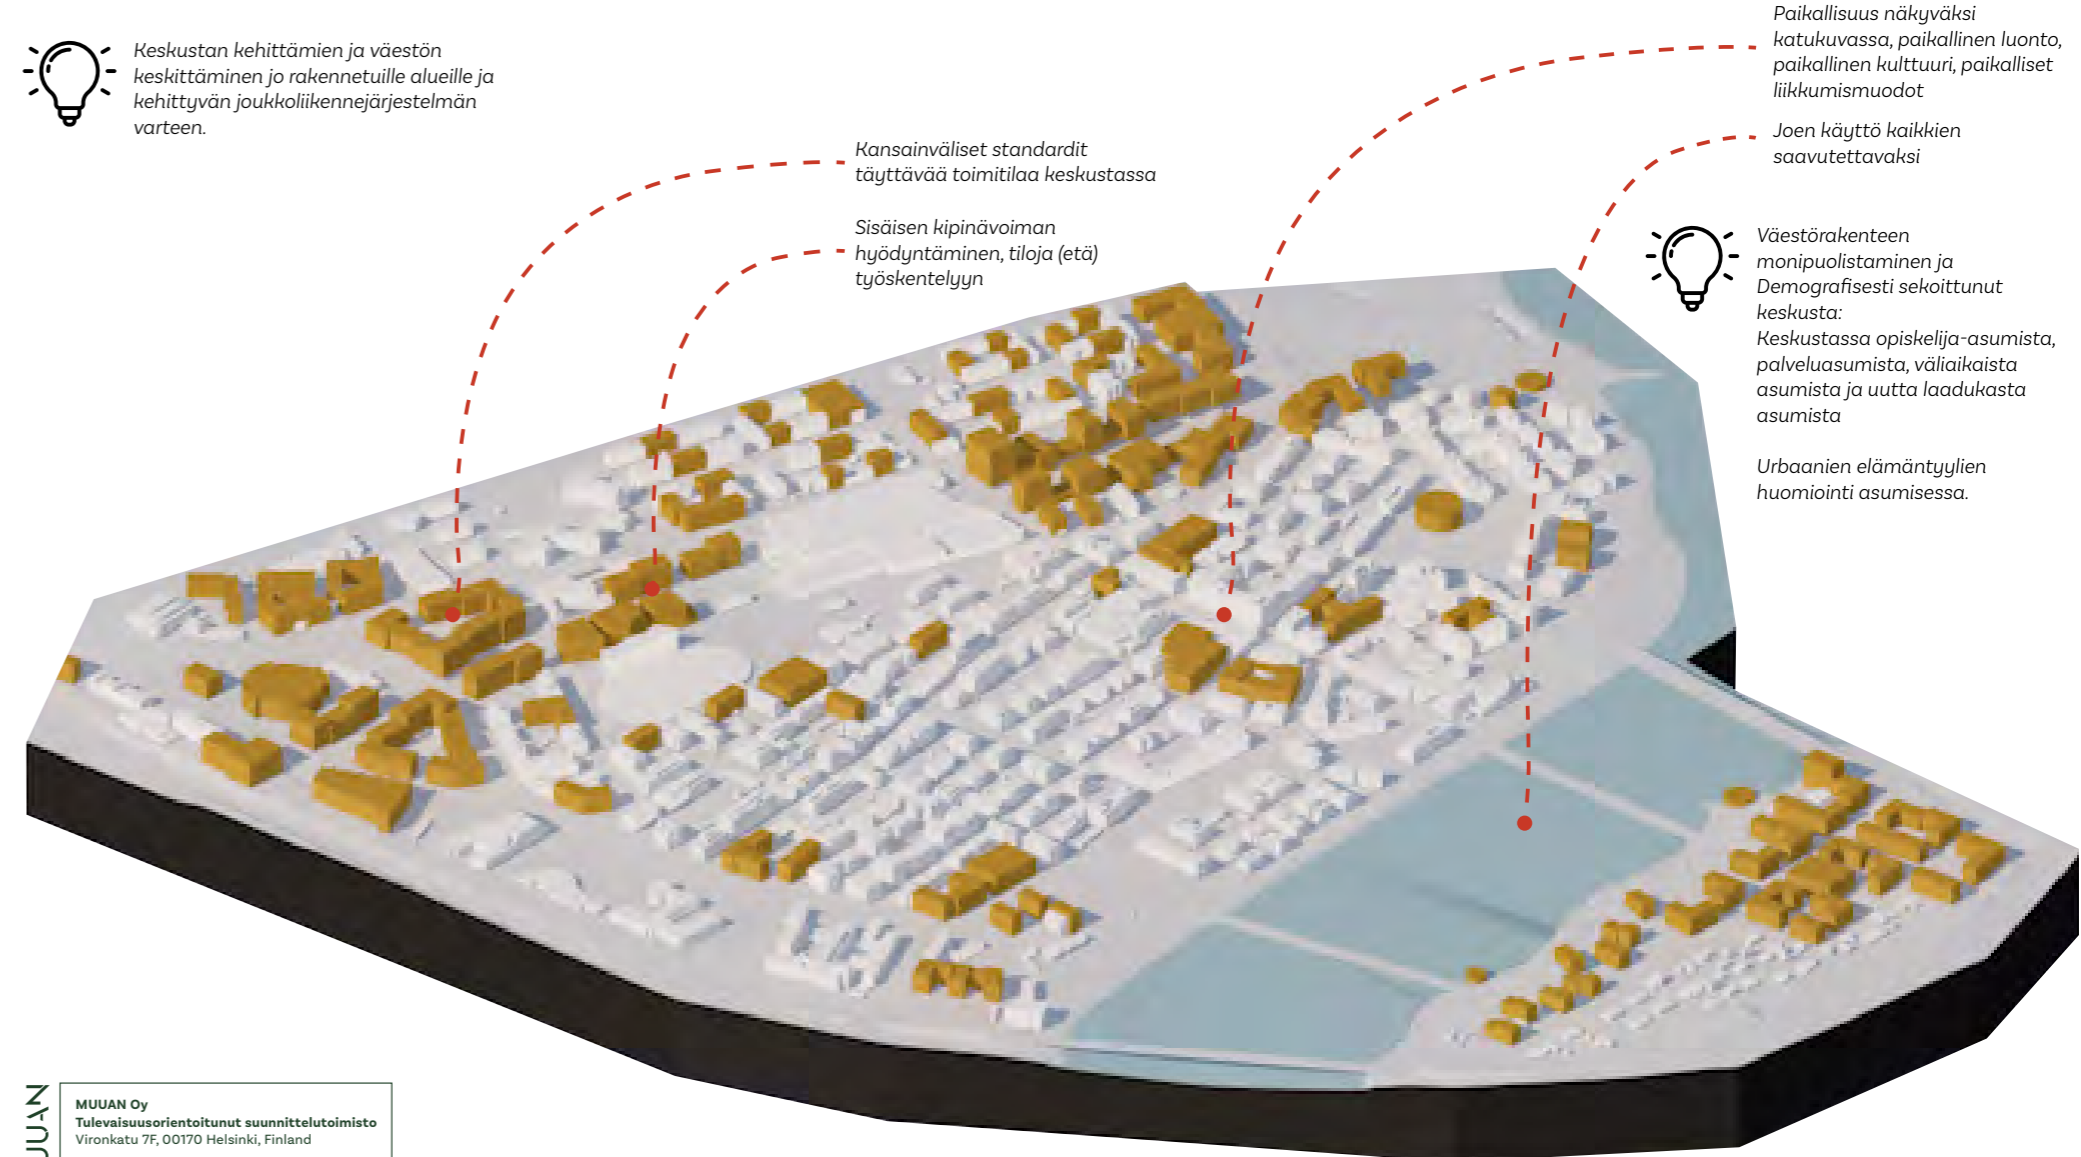 Keskustan kehittämien ja väestön
keskittäminen jo rakennetuille alueille ja
kehittyvän joukkoliikennejärjestelmän
varteen.
Kansainväliset standardit
täyttävää toimitilaa keskustassa
Sisäisen kipinävoiman
hyödyntäminen, tiloja (etä)
työskentelyyn
Paikallisuus näkyväksi
katukuvassa, paikallinen luonto,
paikallinen kulttuuri, paikalliset
liikkumismuodot
Joen käyttö kaikkien
saavutettavaksi
Väestörakenteen
monipuolistaminen ja
Demografisesti sekoittunut
keskusta:
Keskustassa opiskelija-asumista,
palveluasumista, väliaikaista
asumista ja uutta laadukasta
asumista
Urbaanien elämäntyylien
huomiointi asumisessa.
UUAN
MUUAN Oy
Tulevaisuusorientoitunut suunnittelutoimisto
Vironkatu 7F, 00170 Helsinki, Finland